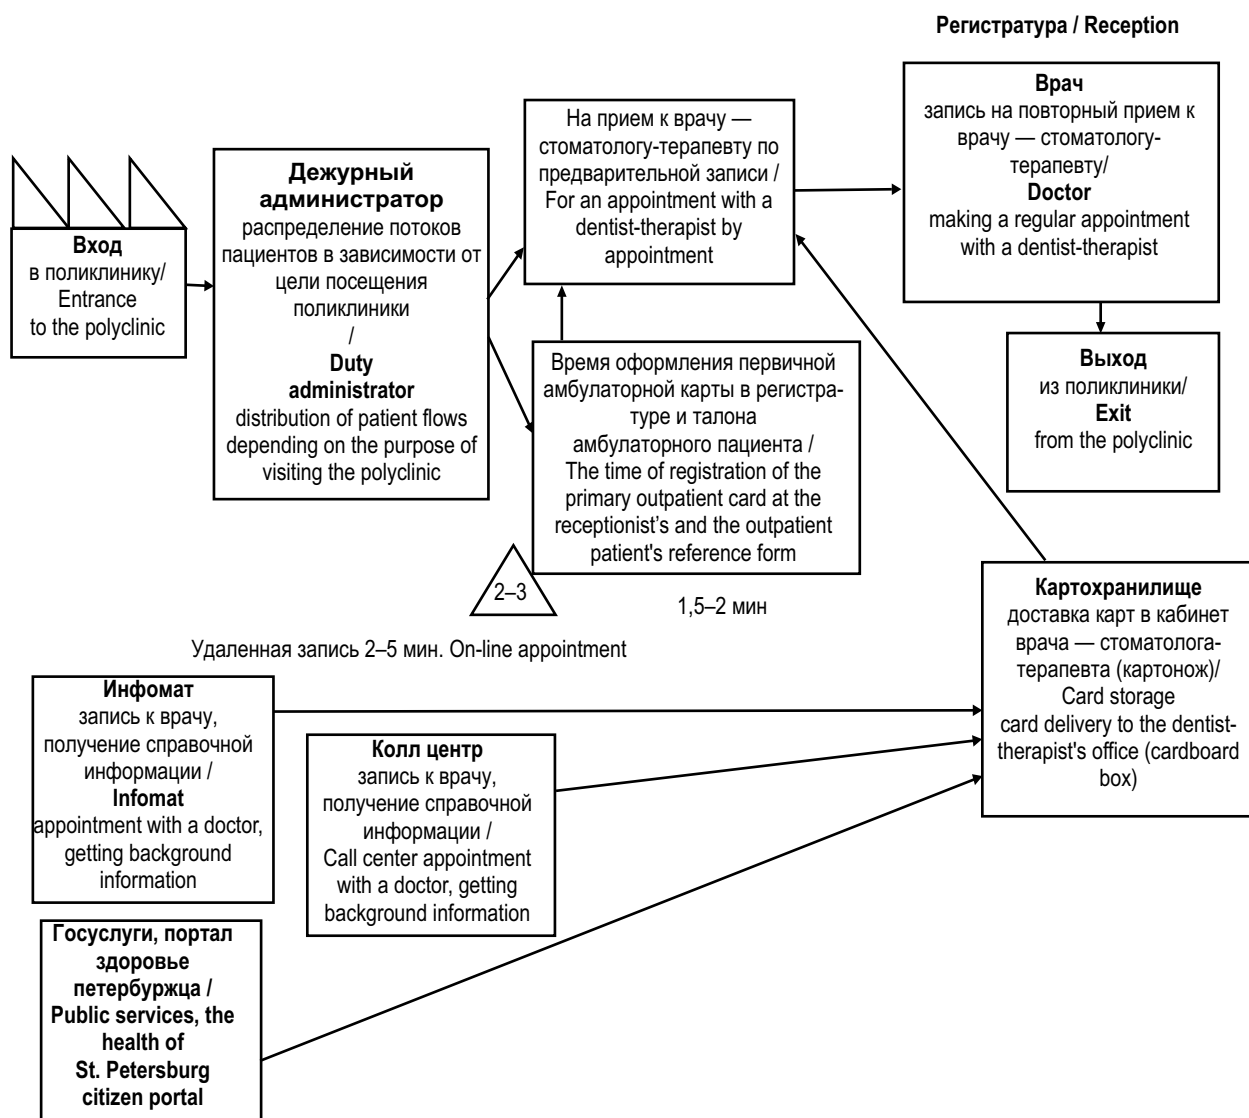 Регистратура / Reception
Вход
в поликлинику/
Entrance
to the polyclinic
Дежурный
администратор
распределение потоков
пациентов в зависимости от
цели посещения
поликлиники
/
Duty
administrator
distribution of patient flows
depending on the purpose of
visiting the polyclinic
На прием к врачу —
стоматологу-терапевту по
предварительной записи /
For an appointment with a
dentist-therapist by
appointment
Врач
запись на повторный прием к
врачу — стоматологу-
терапевту/
Doctor
making a regular appointment
with a dentist-therapist
Выход
из поликлиники/
Exit
from the polyclinic
Время оформления первичной
амбулаторной карты в регистра-
туре и талона
амбулаторного пациента /
The time of registration of the
primary outpatient card at the
receptionist's and the outpatient
patient's reference form
2–3
1,5–2 мин
Картохранилище
доставка карт в кабинет
врача — стоматолога-
терапевта (картонож)/
Card storage
card delivery to the dentist-
therapist's office (cardboard
box)
Удаленная запись 2–5 мин. On-line appointment
Инфомат
запись к врачу,
получение справочной
информации /
Infomat
appointment with a doctor,
getting background
information
Колл центр
запись к врачу,
получение справочной
информации /
Call center appointment
with a doctor, getting
background information
Госуслуги, портал
здоровье
петербуржца /
Public services, the
health of
St. Petersburg
citizen portal